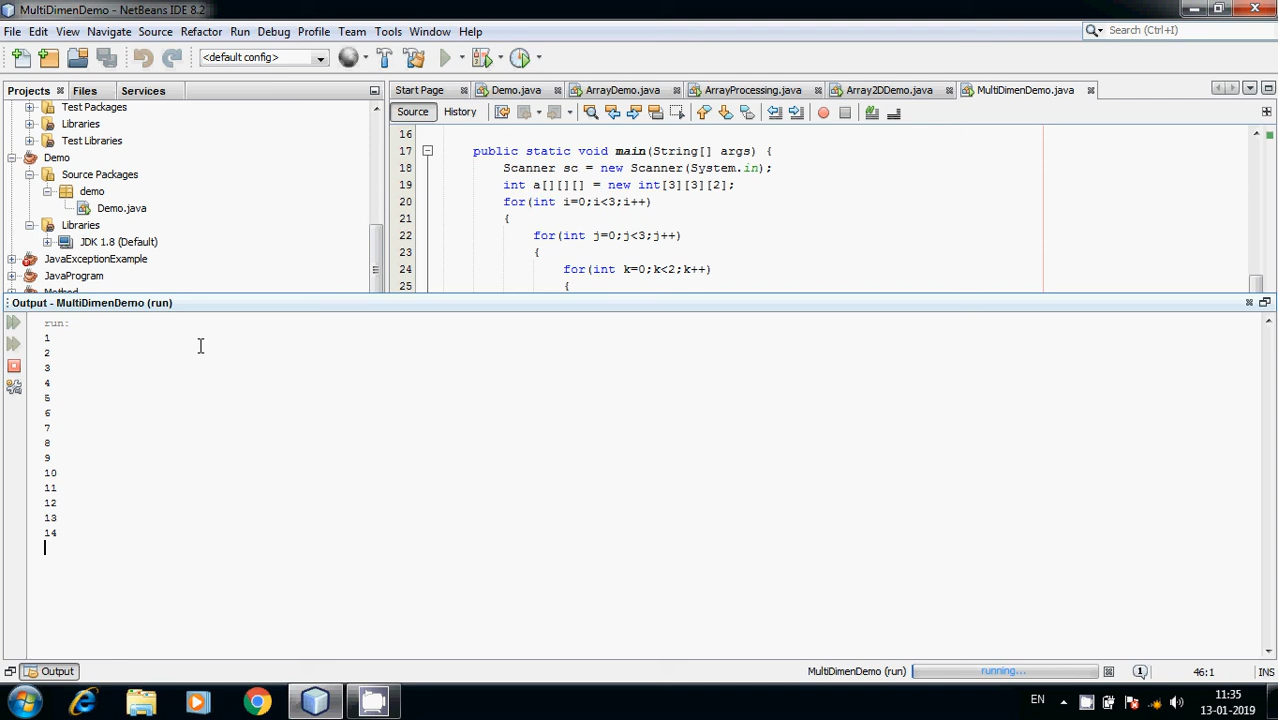 MultiDimenDemo - NetBeans IDE 8.2
File Edit View Navigate Source Refactor Run Debug Profile Team Tools Window Help
Search (Ctrl+I)
<default config>
Projects Files Services
Start Page Demo.java ArrayDemo.java ArrayProcessing.java Array2DDemo.java MultiDimenDemo.java
Source History
Test Packages
Libraries
Test Libraries
Demo
Source Packages
demo
Demo.java
Libraries
JDK 1.8 (Default)
JavaExceptionExample
JavaProgram
16
17 public static void main(String[] args) {
18 Scanner sc = new Scanner(System.in);
19 int a[][][] = new int[3][3][2];
20 for(int i=0;i<3;i++)
21 {
22 for(int j=0;j<3;j++)
23 {
24 for(int k=0;k<2;k++)
25 {
Output - MultiDimenDemo (run)
run:
1
2
3
4
5
6
7
8
9
10
11
12
13
14
Output
MultiDimenDemo (run) running... 1 46:1 INS
EN
11:35
13-01-2019